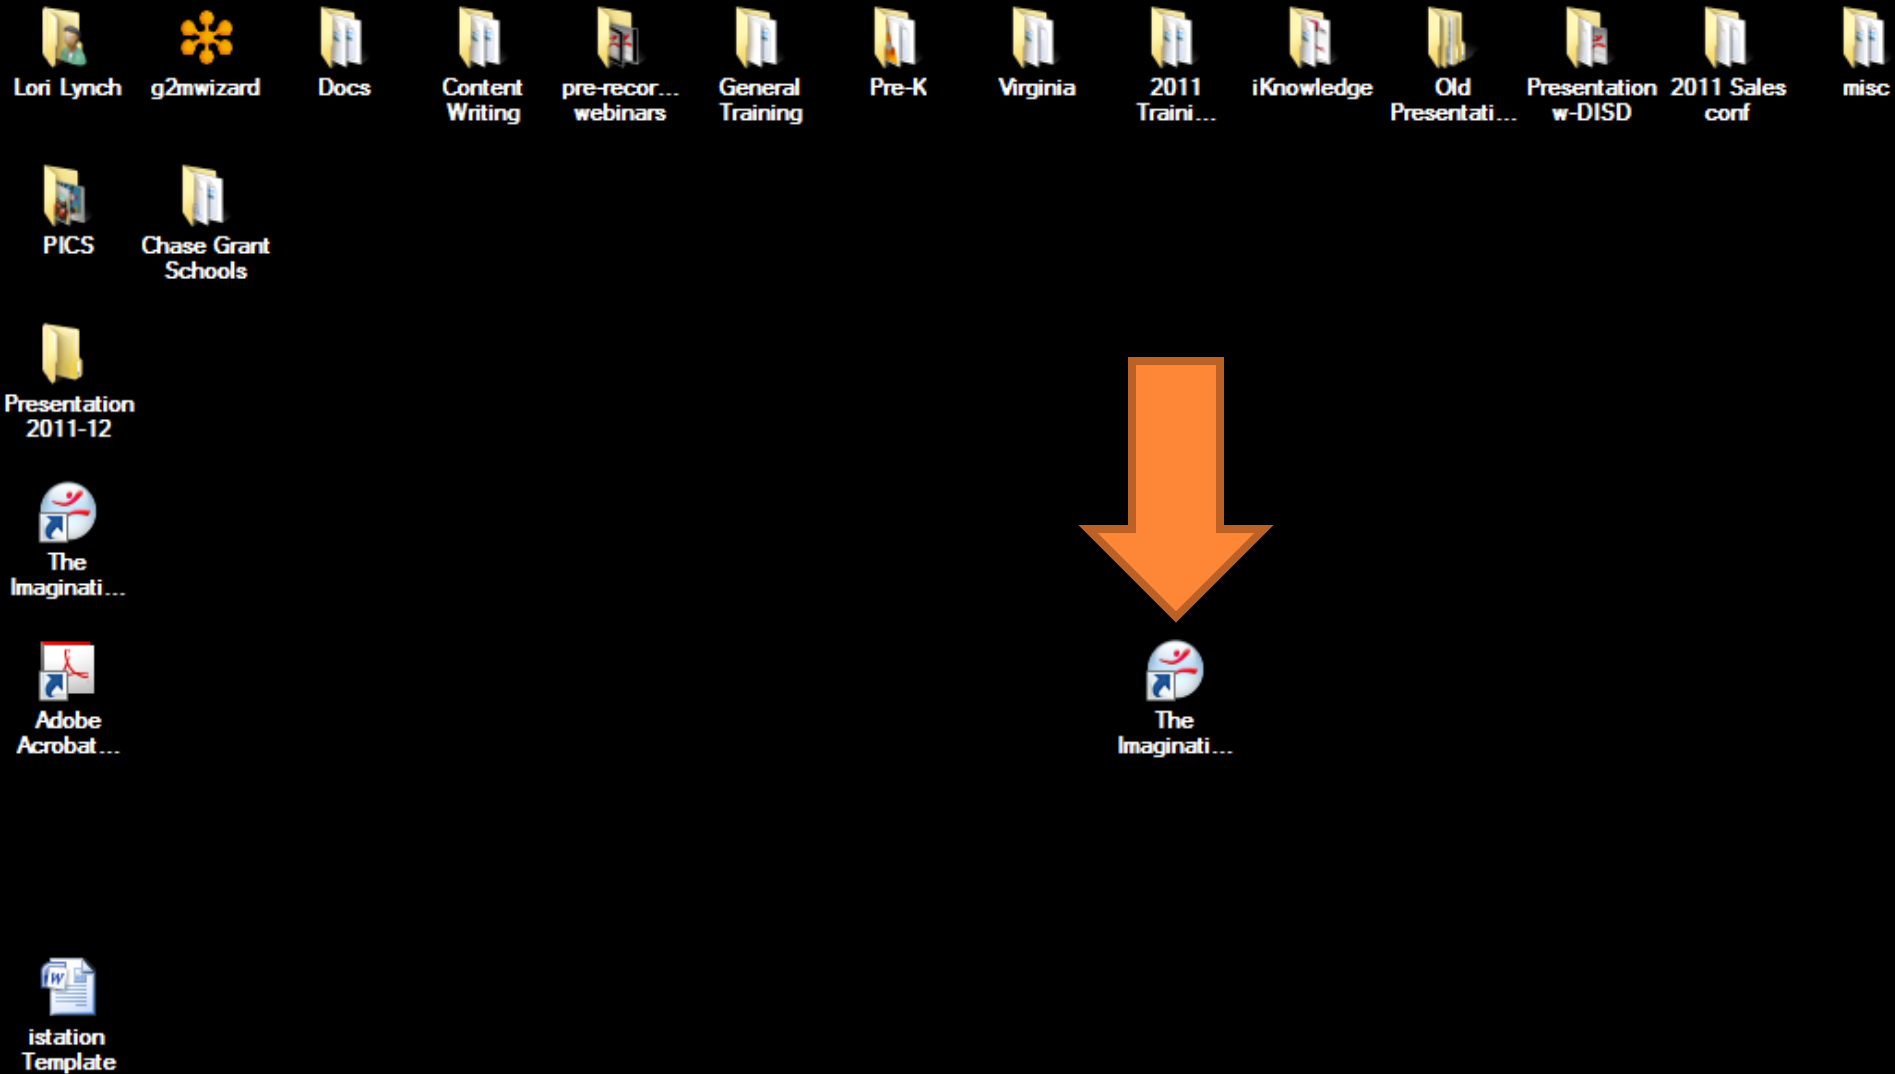 Lori Lynch
g2mwizard
Docs
Content
Writing
pre-recor...
webinars
General
Training
Pre-K
Virginia
2011
Traini...
iKnowledge
Old
Presentati...
Presentation
w-DISD
2011 Sales
conf
misc
PICS
Chase Grant
Schools
Presentation
2011-12
The
Imaginati...
Adobe
Acrobat...
The
Imaginati...
W
istation
Template